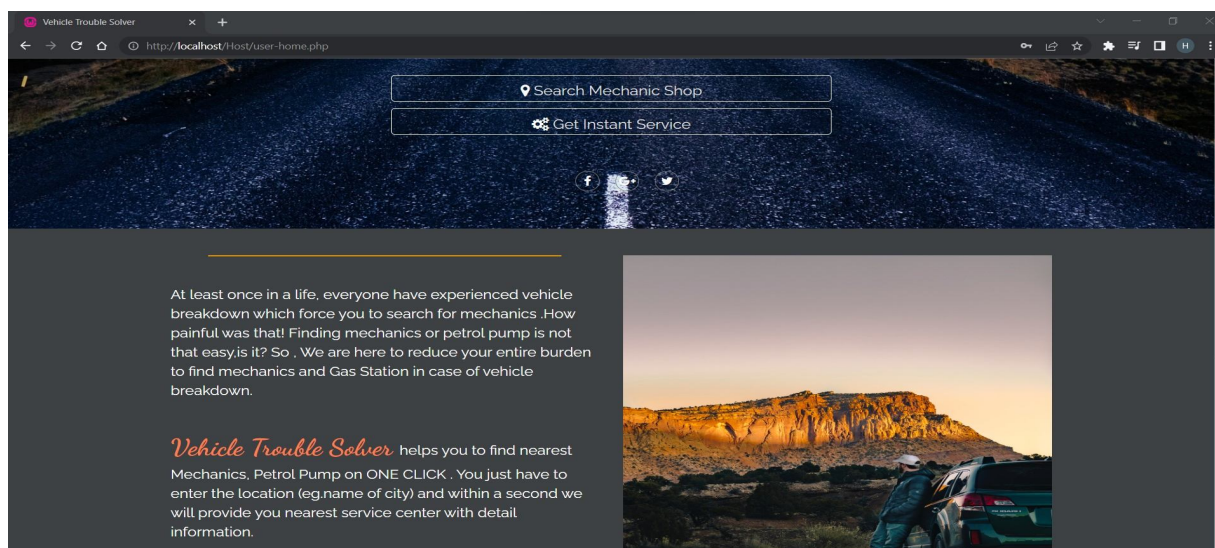 Vehicle Trouble Solver
http://localhost/Host/user-home.php
H
Search Mechanic Shop
Get Instant Service
At least once in a life, everyone have experienced vehicle
breakdown which force you to search for mechanics .How
painful was that! Finding mechanics or petrol pump is not
that easy,is it? So , We are here to reduce your entire burden
to find mechanics and Gas Station in case of vehicle
breakdown.
Vehicle Trouble Solver helps you to find nearest
Mechanics, Petrol Pump on ONE CLICK . You just have to
enter the location (eg.name of city) and within a second we
will provide you nearest service center with detail
information.